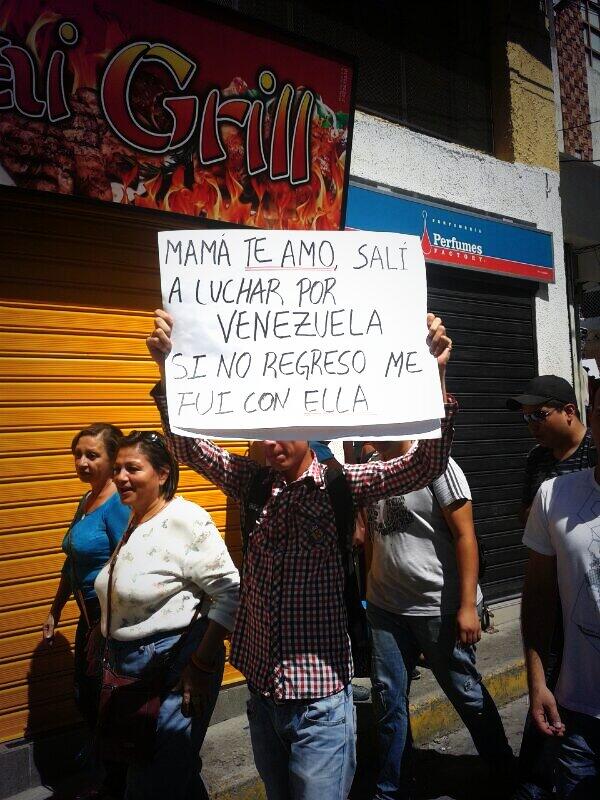 ai Grill
PERFUMERIA
Perfumes
FACTORY
MAMÁ TE AMO, SALÍ
A LUCHAR POR
VENEZUELA
SI NO REGRESO ME
FUI CON ELLA